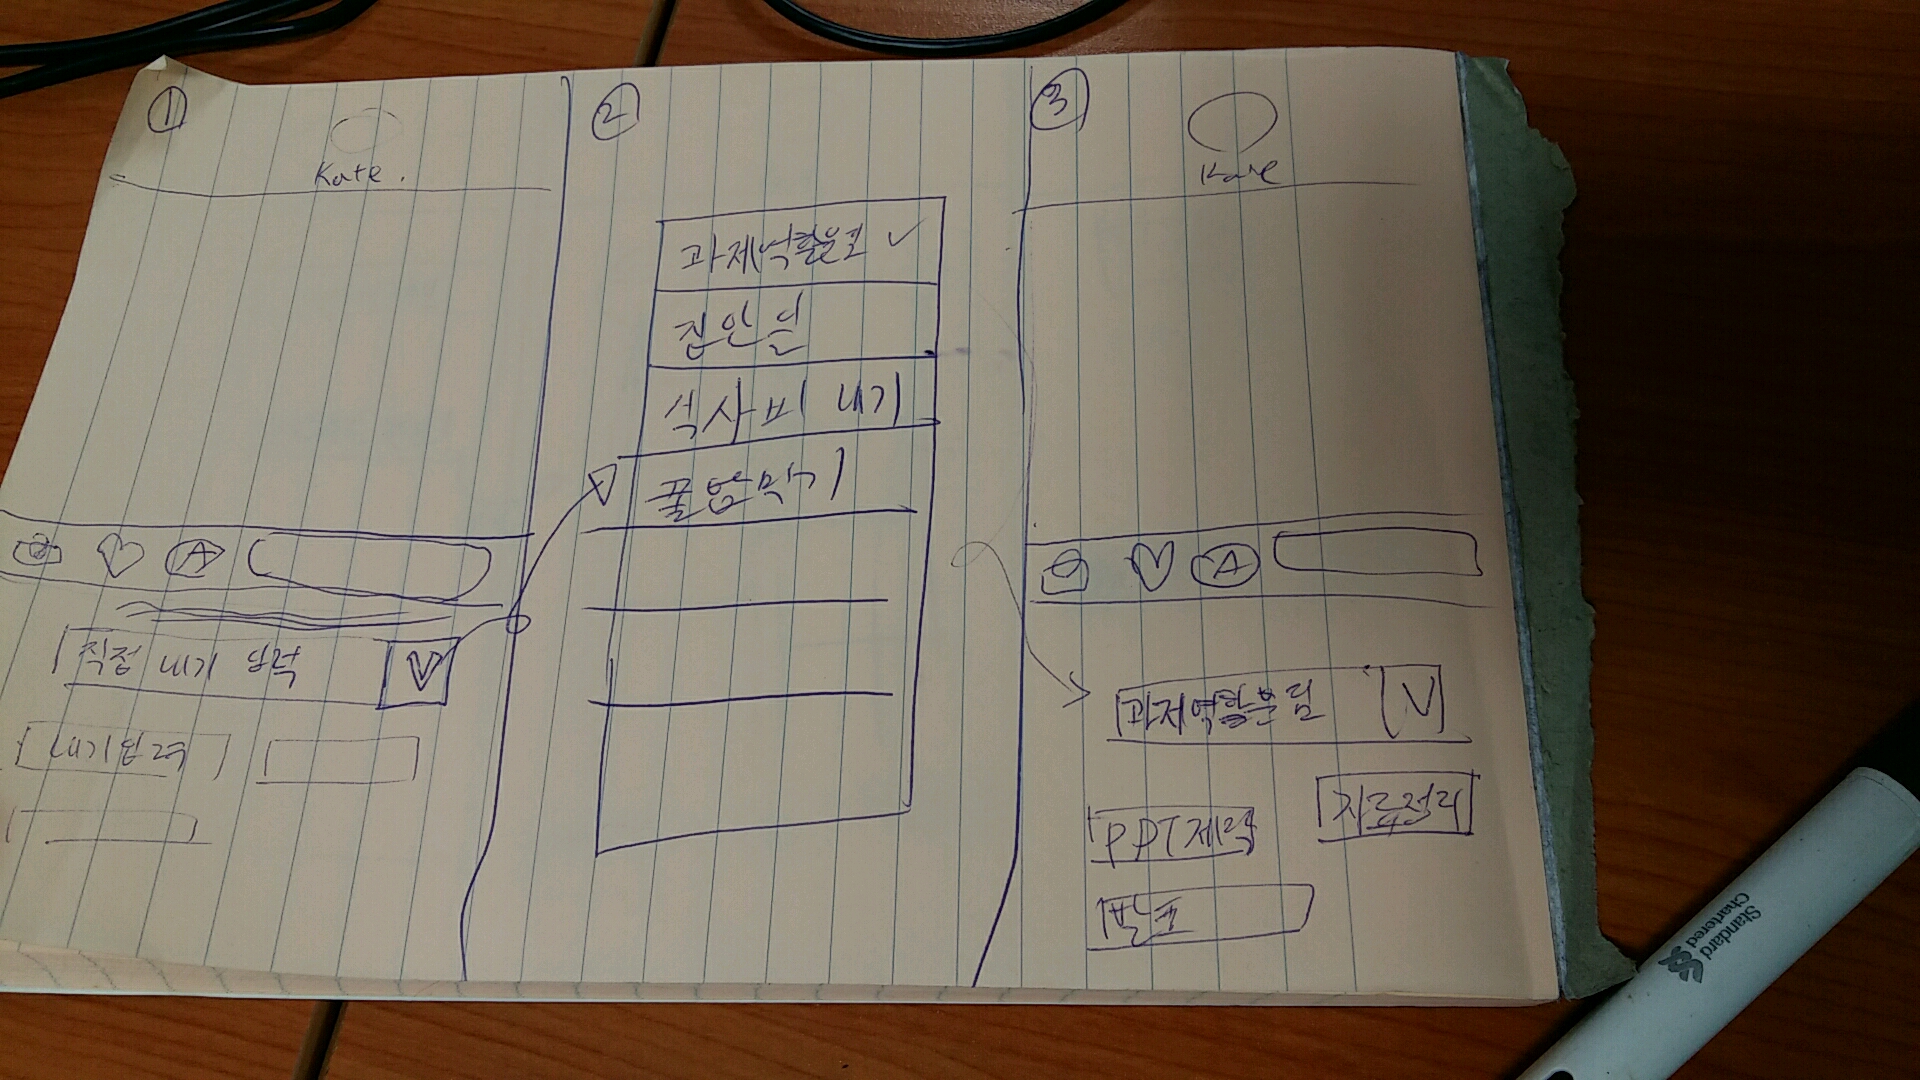 ①
Kate.
A
직접 내기 입력
V
내기입력
②
과제역할분담 ✓
집안일
식사비 내기
꿀밤맞기
③
Kate
A
과제역할분담
V
PPT제작
자료정리
발표
Standard
Chartered